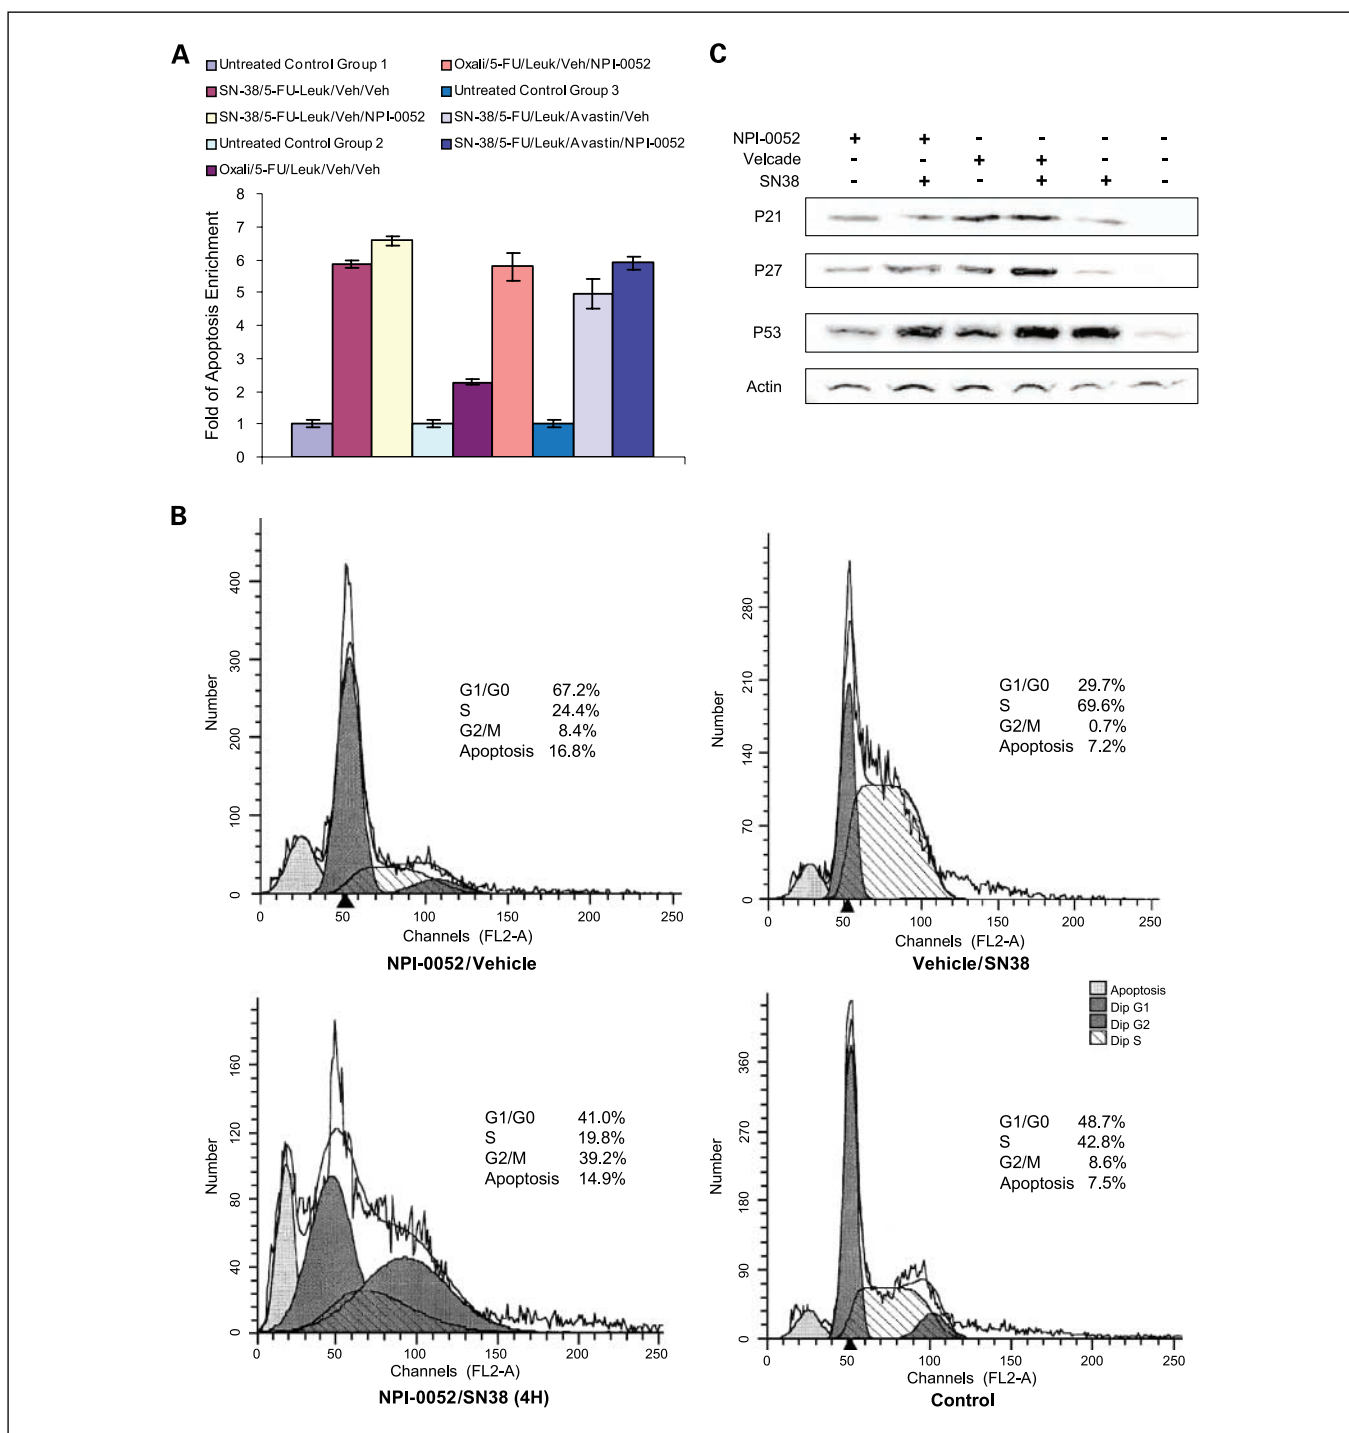 A
Untreated Control Group 1
SN-38/5-FU-Leuk/Veh/Veh
SN-38/5-FU-Leuk/Veh/NPI-0052
Untreated Control Group 2
Oxali/5-FU/Leuk/Veh/Veh
Oxali/5-FU/Leuk/Veh/NPI-0052
Untreated Control Group 3
SN-38/5-FU/Leuk/Avastin/Veh
SN-38/5-FU/Leuk/Avastin/NPI-0052
Fold of Apoptosis Enrichment
8
7
6
5
4
3
2
1
0
C
NPI-0052 + + - - - -
Velcade - - + + - -
SN38 - + - + + -
P21
P27
P53
Actin
B
Number
400
300
200
100
0
G1/G0 67.2%
S 24.4%
G2/M 8.4%
Apoptosis 16.8%
0 50 100 150 200 250
Channels (FL2-A)
NPI-0052/Vehicle
Number
280
210
140
70
0
G1/G0 29.7%
S 69.6%
G2/M 0.7%
Apoptosis 7.2%
0 50 100 150 200 250
Channels (FL2-A)
Vehicle/SN38
Number
160
120
80
40
0
G1/G0 41.0%
S 19.8%
G2/M 39.2%
Apoptosis 14.9%
0 50 100 150 200 250
Channels (FL2-A)
NPI-0052/SN38 (4H)
Apoptosis
Dip G1
Dip G2
Dip S
Number
360
270
180
90
0
G1/G0 48.7%
S 42.8%
G2/M 8.6%
Apoptosis 7.5%
0 50 100 150 200 250
Channels (FL2-A)
Control